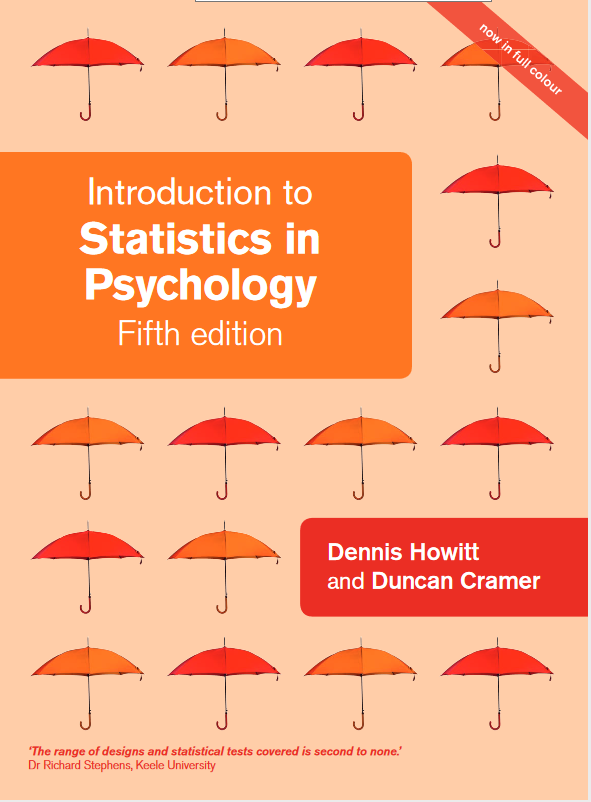 now in full colour
Introduction to
Statistics in
Psychology
Fifth edition
Dennis Howitt
and Duncan Cramer
‘The range of designs and statistical tests covered is second to none.’
Dr Richard Stephens, Keele University